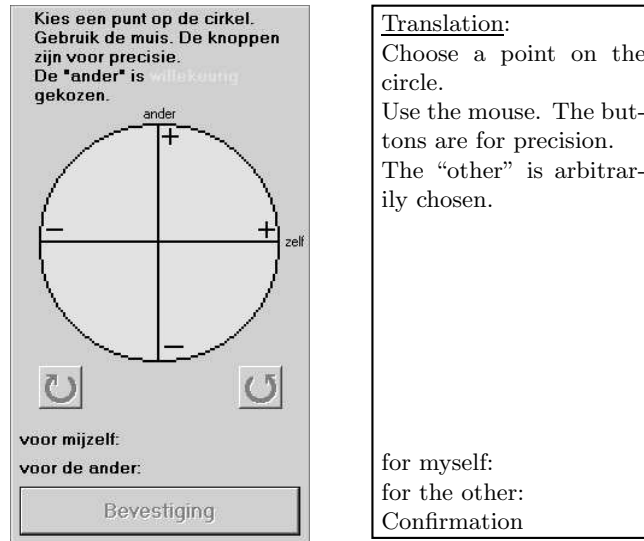 Kies een punt op de cirkel.
Gebruik de muis. De knoppen
zijn voor precisie.
De "ander" is willekeurig
gekozen.
ander
+
− +
zelf
−
voor mijzelf:
voor de ander:
Bevestiging
Translation:
Choose a point on the
circle.
Use the mouse. The but-
tons are for precision.
The “other” is arbitrar-
ily chosen.
for myself:
for the other:
Confirmation